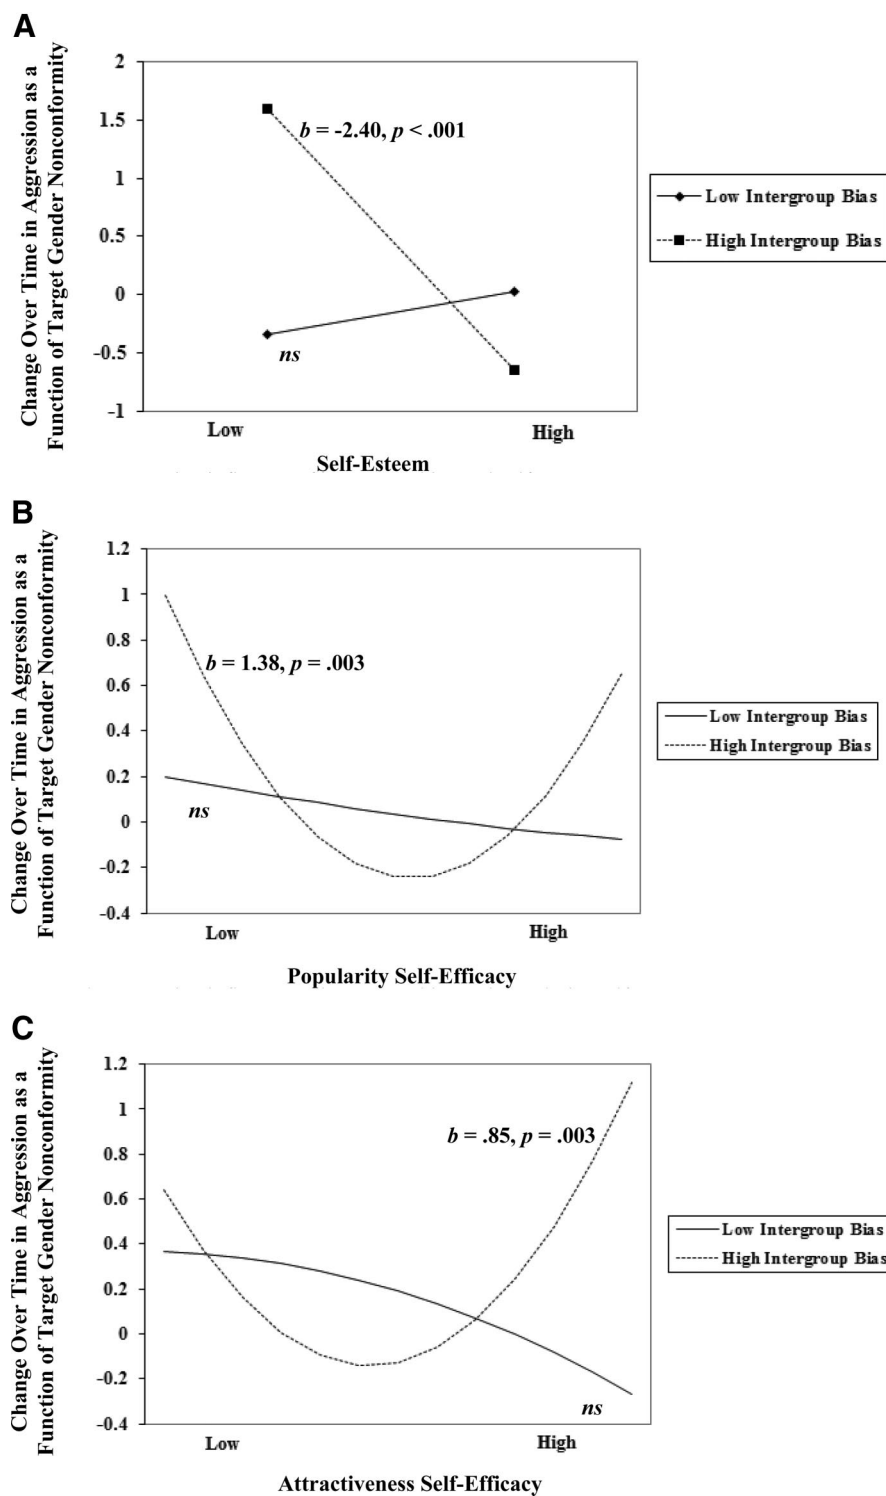 A
Change Over Time in Aggression as a
Function of Target Gender Nonconformity
2
1.5
1
0.5
0
-0.5
-1
b = -2.40, p < .001
ns
Low
High
Self-Esteem
Low Intergroup Bias
High Intergroup Bias
B
Change Over Time in Aggression as a
Function of Target Gender Nonconformity
1.2
1
0.8
0.6
0.4
0.2
0
-0.2
-0.4
b = 1.38, p = .003
ns
Low
High
Popularity Self-Efficacy
Low Intergroup Bias
High Intergroup Bias
C
Change Over Time in Aggression as a
Function of Target Gender Nonconformity
1.2
1
0.8
0.6
0.4
0.2
0
-0.2
-0.4
b = .85, p = .003
ns
Low
High
Attractiveness Self-Efficacy
Low Intergroup Bias
High Intergroup Bias